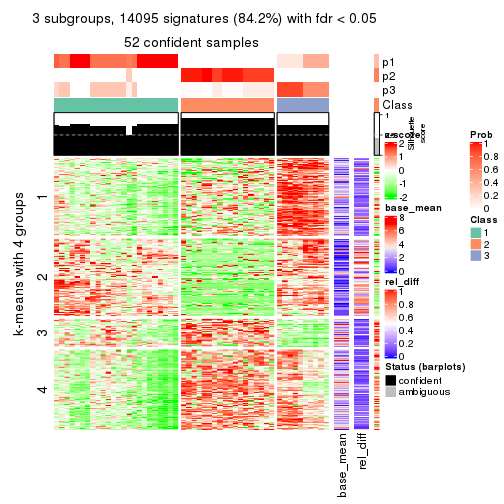 3 subgroups, 14095 signatures (84.2%) with fdr < 0.05
52 confident samples
p1
p2
p3
Class
1
Silhouette
score
z-score
2
1
0
-1
-2
Prob
1
0.8
0.6
0.4
0.2
0
base_mean
8
6
4
2
0
Class
1
2
3
rel_diff
1
0.8
0.6
0.4
0.2
0
Status (barplots)
confident
ambiguous
k-means with 4 groups
1
2
3
4
base_mean
rel_diff